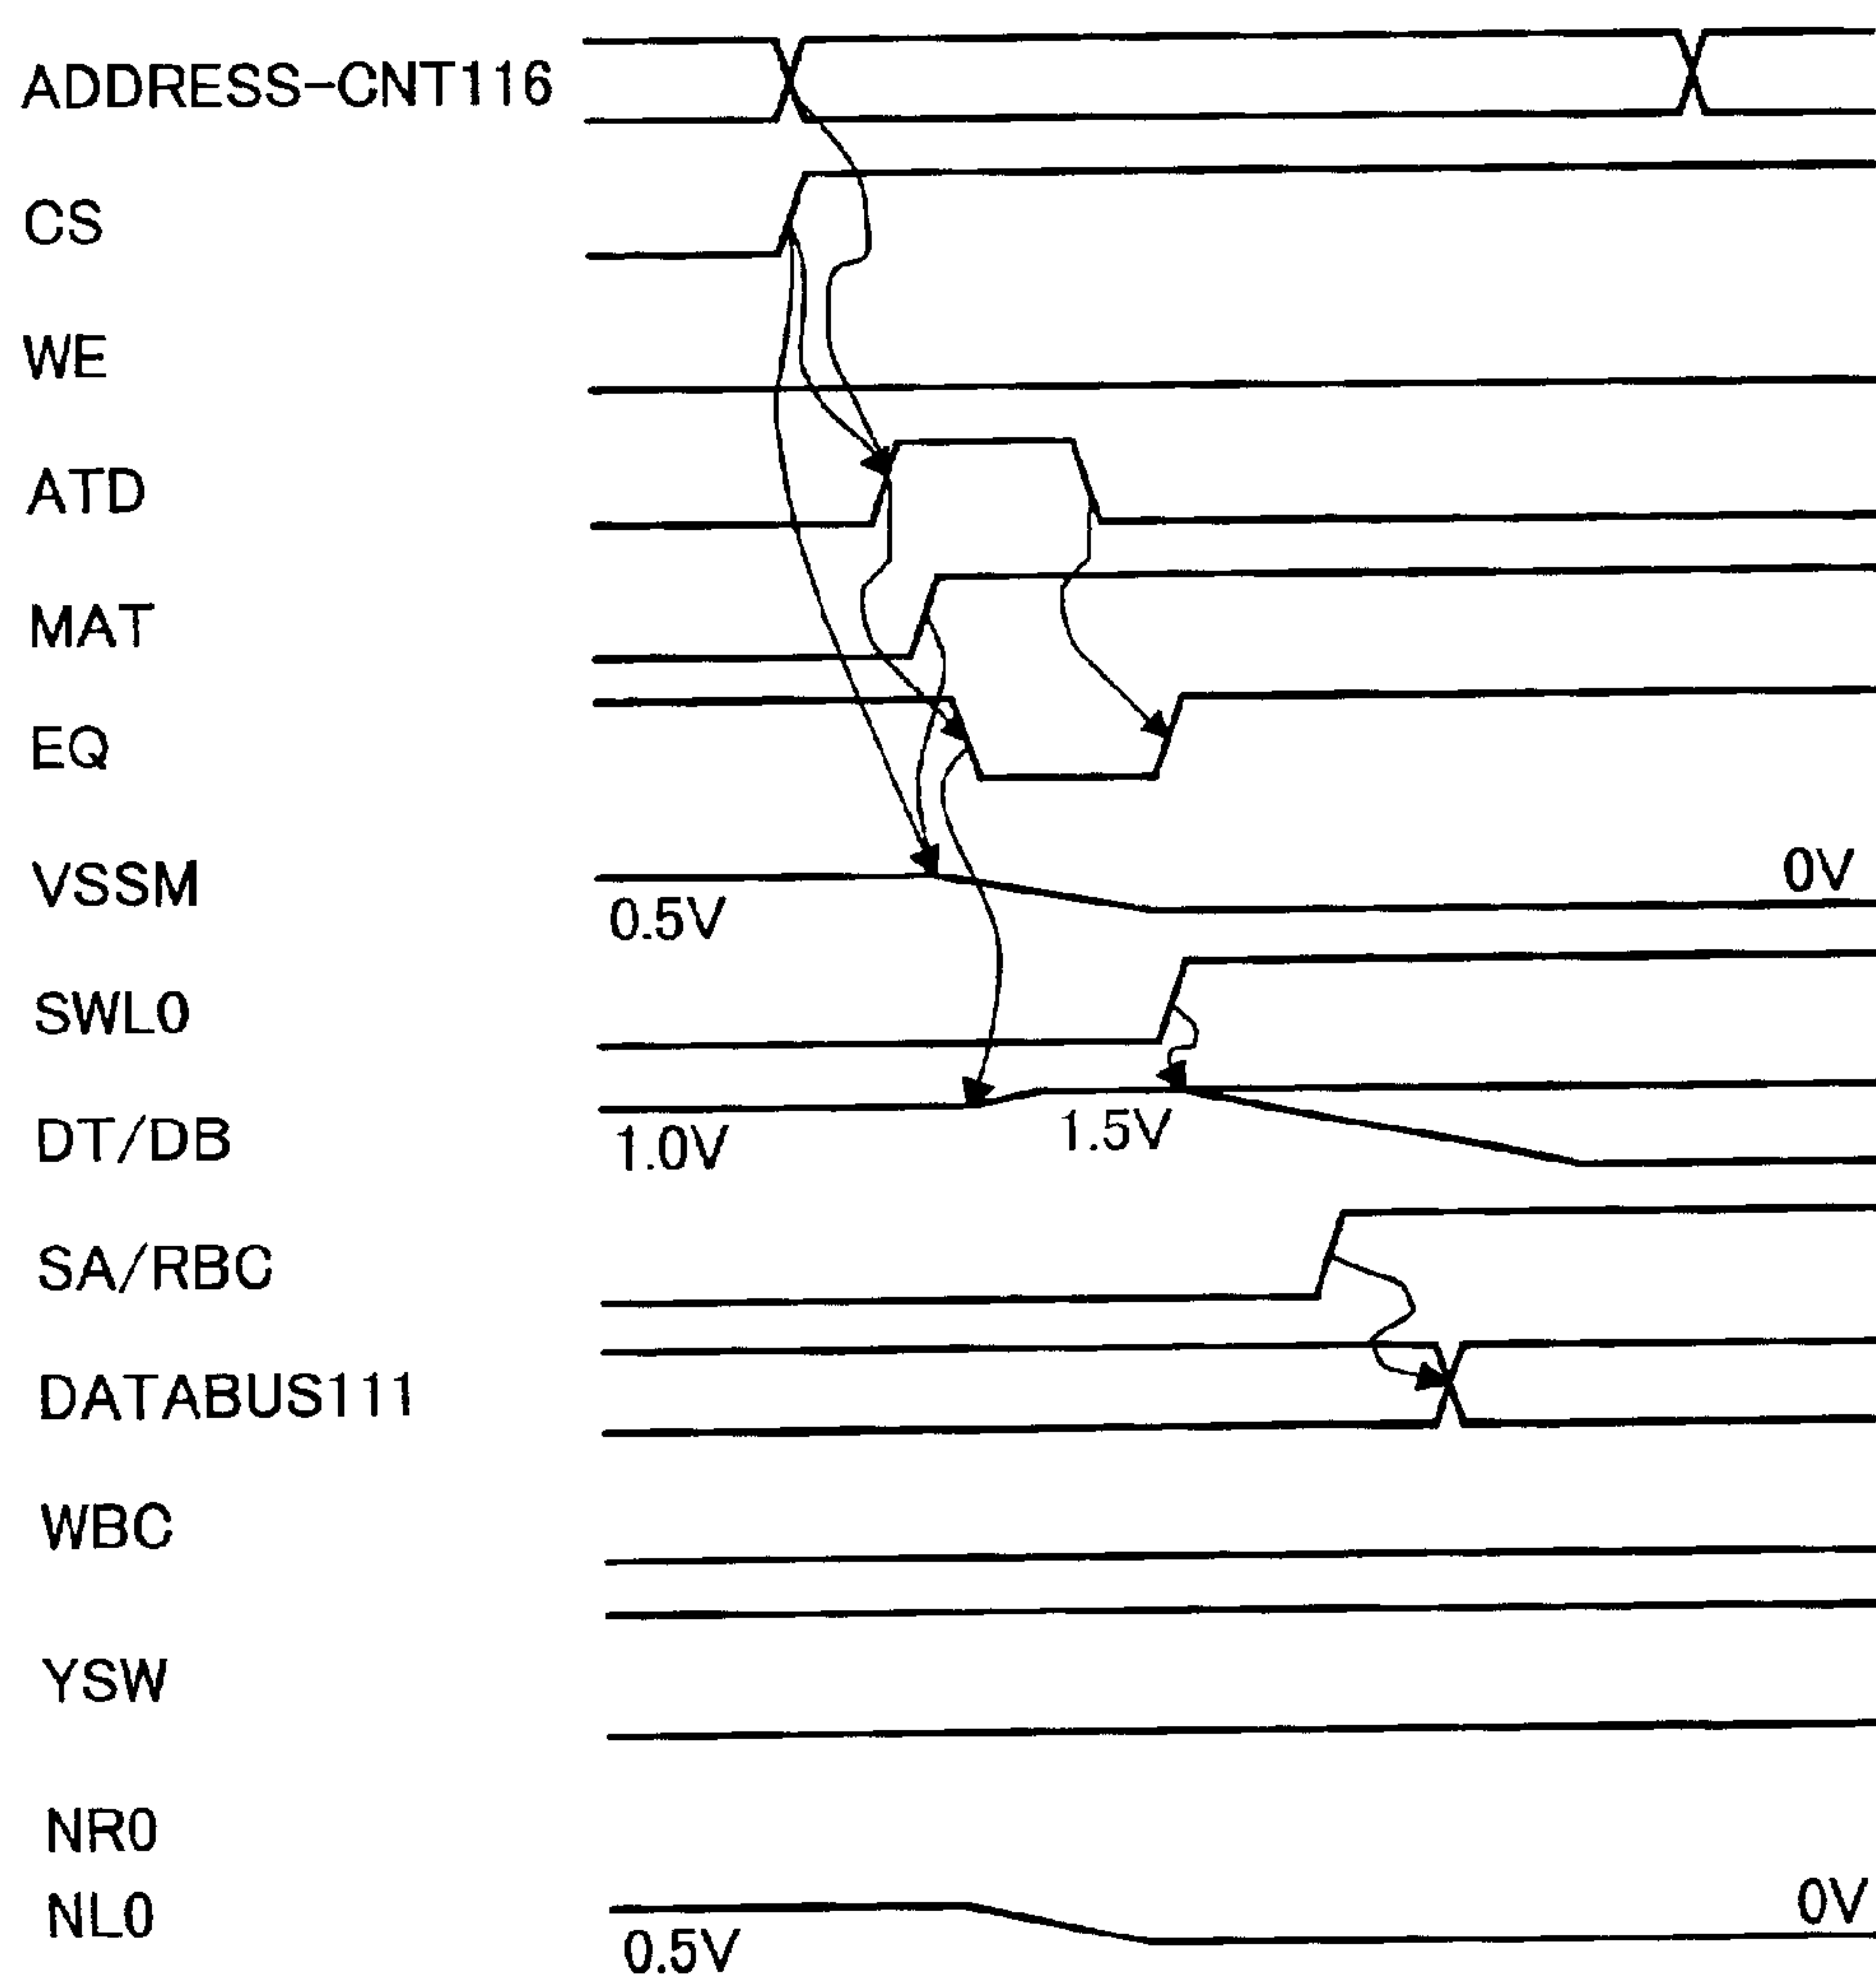 ADDRESS-CNT116
CS
WE
ATD
MAT
EQ
VSSM
0.5V
0V
SWL0
DT/DB
1.0V
1.5V
SA/RBC
DATABUS111
WBC
YSW
NR0
NL0
0.5V
0V